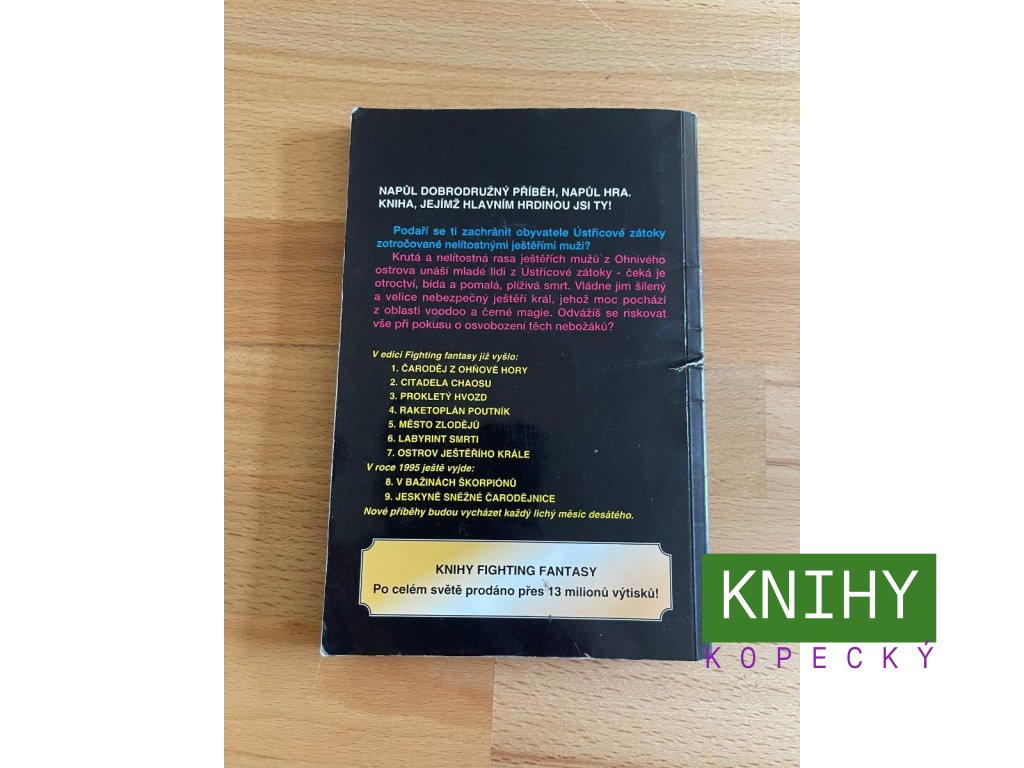 NAPŮL DOBRODRUŽNÝ PŘÍBĚH, NAPŮL HRA.
KNIHA, JEJÍMŽ HLAVNÍM HRDINOU JSI TY!
Podaří se ti zachránit obyvatele Ústřicové zátoky
zotročované nelítostnými ještěřími muži?
Krutá a nelítostná rasa ještěřích mužů z Ohnivého
ostrova unáší mladé lidi z Ústřicové zátoky - čeká je
otroctví, bída a pomalá, plíživá smrt. Vládne jim šílený
a velice nebezpečný ještěří král, jehož moc pochází
z oblasti voodoo a černé magie. Odvážíš se riskovat
vše při pokusu o osvobození těch nebožáků?
V edici Fighting fantasy již vyšlo:
1. ČARODĚJ Z OHŇOVÉ HORY
2. CITADELA CHAOSU
3. PROKLETÝ HVOZD
4. RAKETOPLÁN POUTNÍK
5. MĚSTO ZLODĚJŮ
6. LABYRINT SMRTI
7. OSTROV JEŠTĚŘÍHO KRÁLE
V roce 1995 ještě vyjde:
8. V BAŽINÁCH ŠKORPIÓNŮ
9. JESKYNĚ SNĚŽNÉ ČARODĚJNICE
Nové příběhy budou vycházet každý lichý měsíc desátého.
KNIHY FIGHTING FANTASY
Po celém světě prodáno přes 13 milionů výtisků!
KNIHY
KOPECKÝ